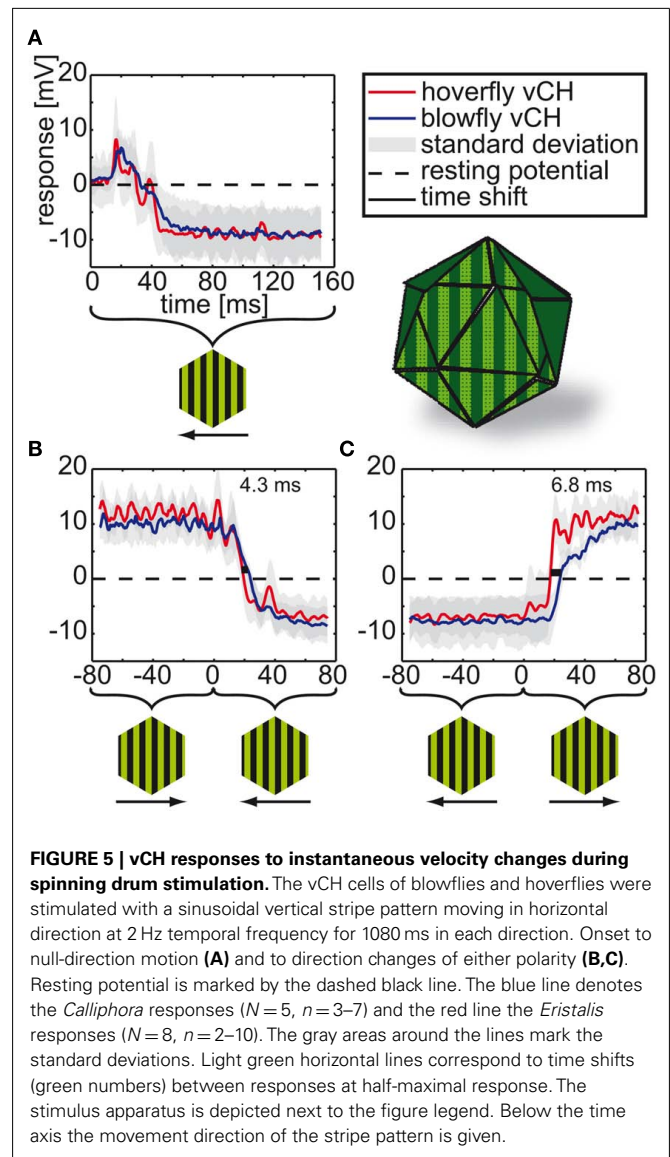 A
response [mV]
20
10
0
-10
0 40 80 120 160
time [ms]
hoverfly vCH
blowfly vCH
standard deviation
resting potential
time shift
B
20
10
0
-10
4.3 ms
-80 -40 0 40 80
C
20
10
0
-10
6.8 ms
-80 -40 0 40 80
FIGURE 5 | vCH responses to instantaneous velocity changes during
spinning drum stimulation. The vCH cells of blowflies and hoverflies were
stimulated with a sinusoidal vertical stripe pattern moving in horizontal
direction at 2 Hz temporal frequency for 1080 ms in each direction. Onset to
null-direction motion (A) and to direction changes of either polarity (B,C).
Resting potential is marked by the dashed black line. The blue line denotes
the Calliphora responses (N = 5, n = 3–7) and the red line the Eristalis
responses (N = 8, n = 2–10). The gray areas around the lines mark the
standard deviations. Light green horizontal lines correspond to time shifts
(green numbers) between responses at half-maximal response. The
stimulus apparatus is depicted next to the figure legend. Below the time
axis the movement direction of the stripe pattern is given.